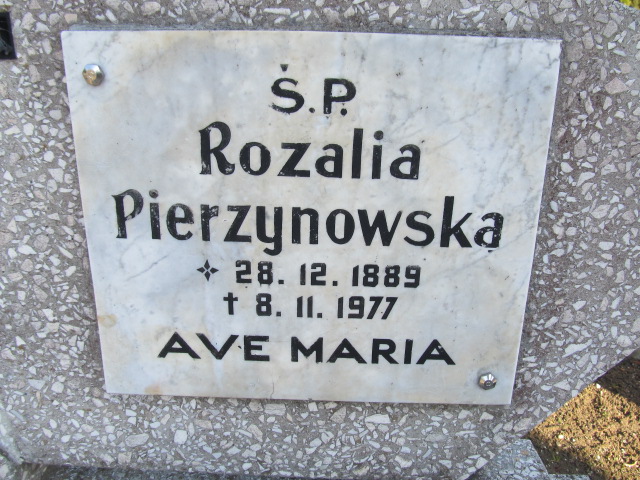 Ś.P.
Rozalia
Pierzynowska
28. 12. 1889
† 8. 11. 1977
AVE MARIA